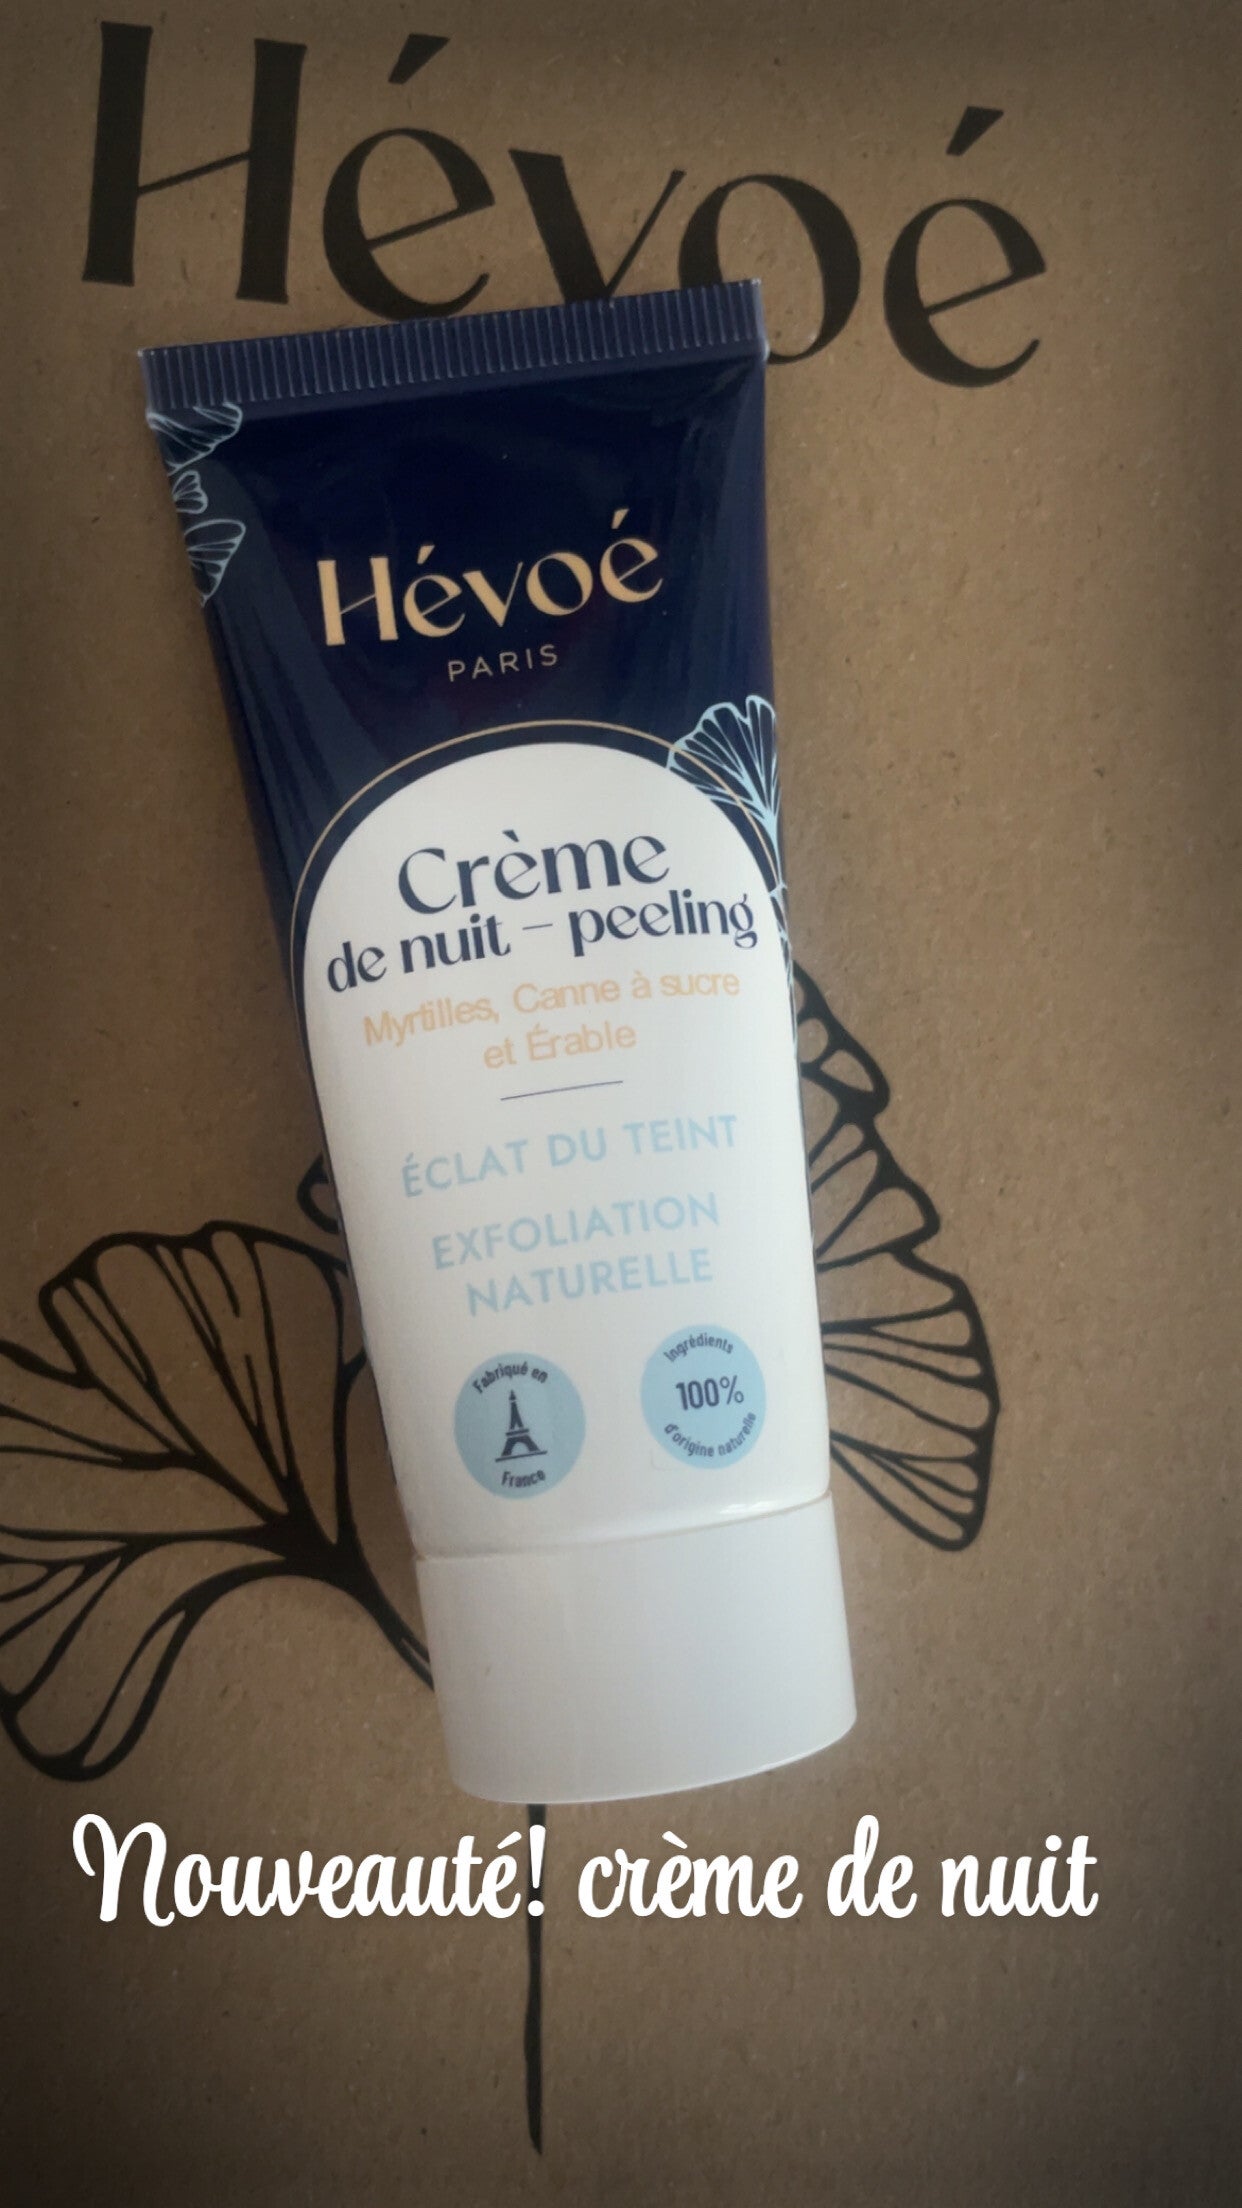 Hévoé
Hévoé
PARIS
Crème
de nuit – peeling
Myrtilles, Canne à sucre
et Érable
ÉCLAT DU TEINT
EXFOLIATION
NATURELLE
Fabriqué en
France
Ingrédients
100%
d'origine naturelle
Nouveauté! crème de nuit